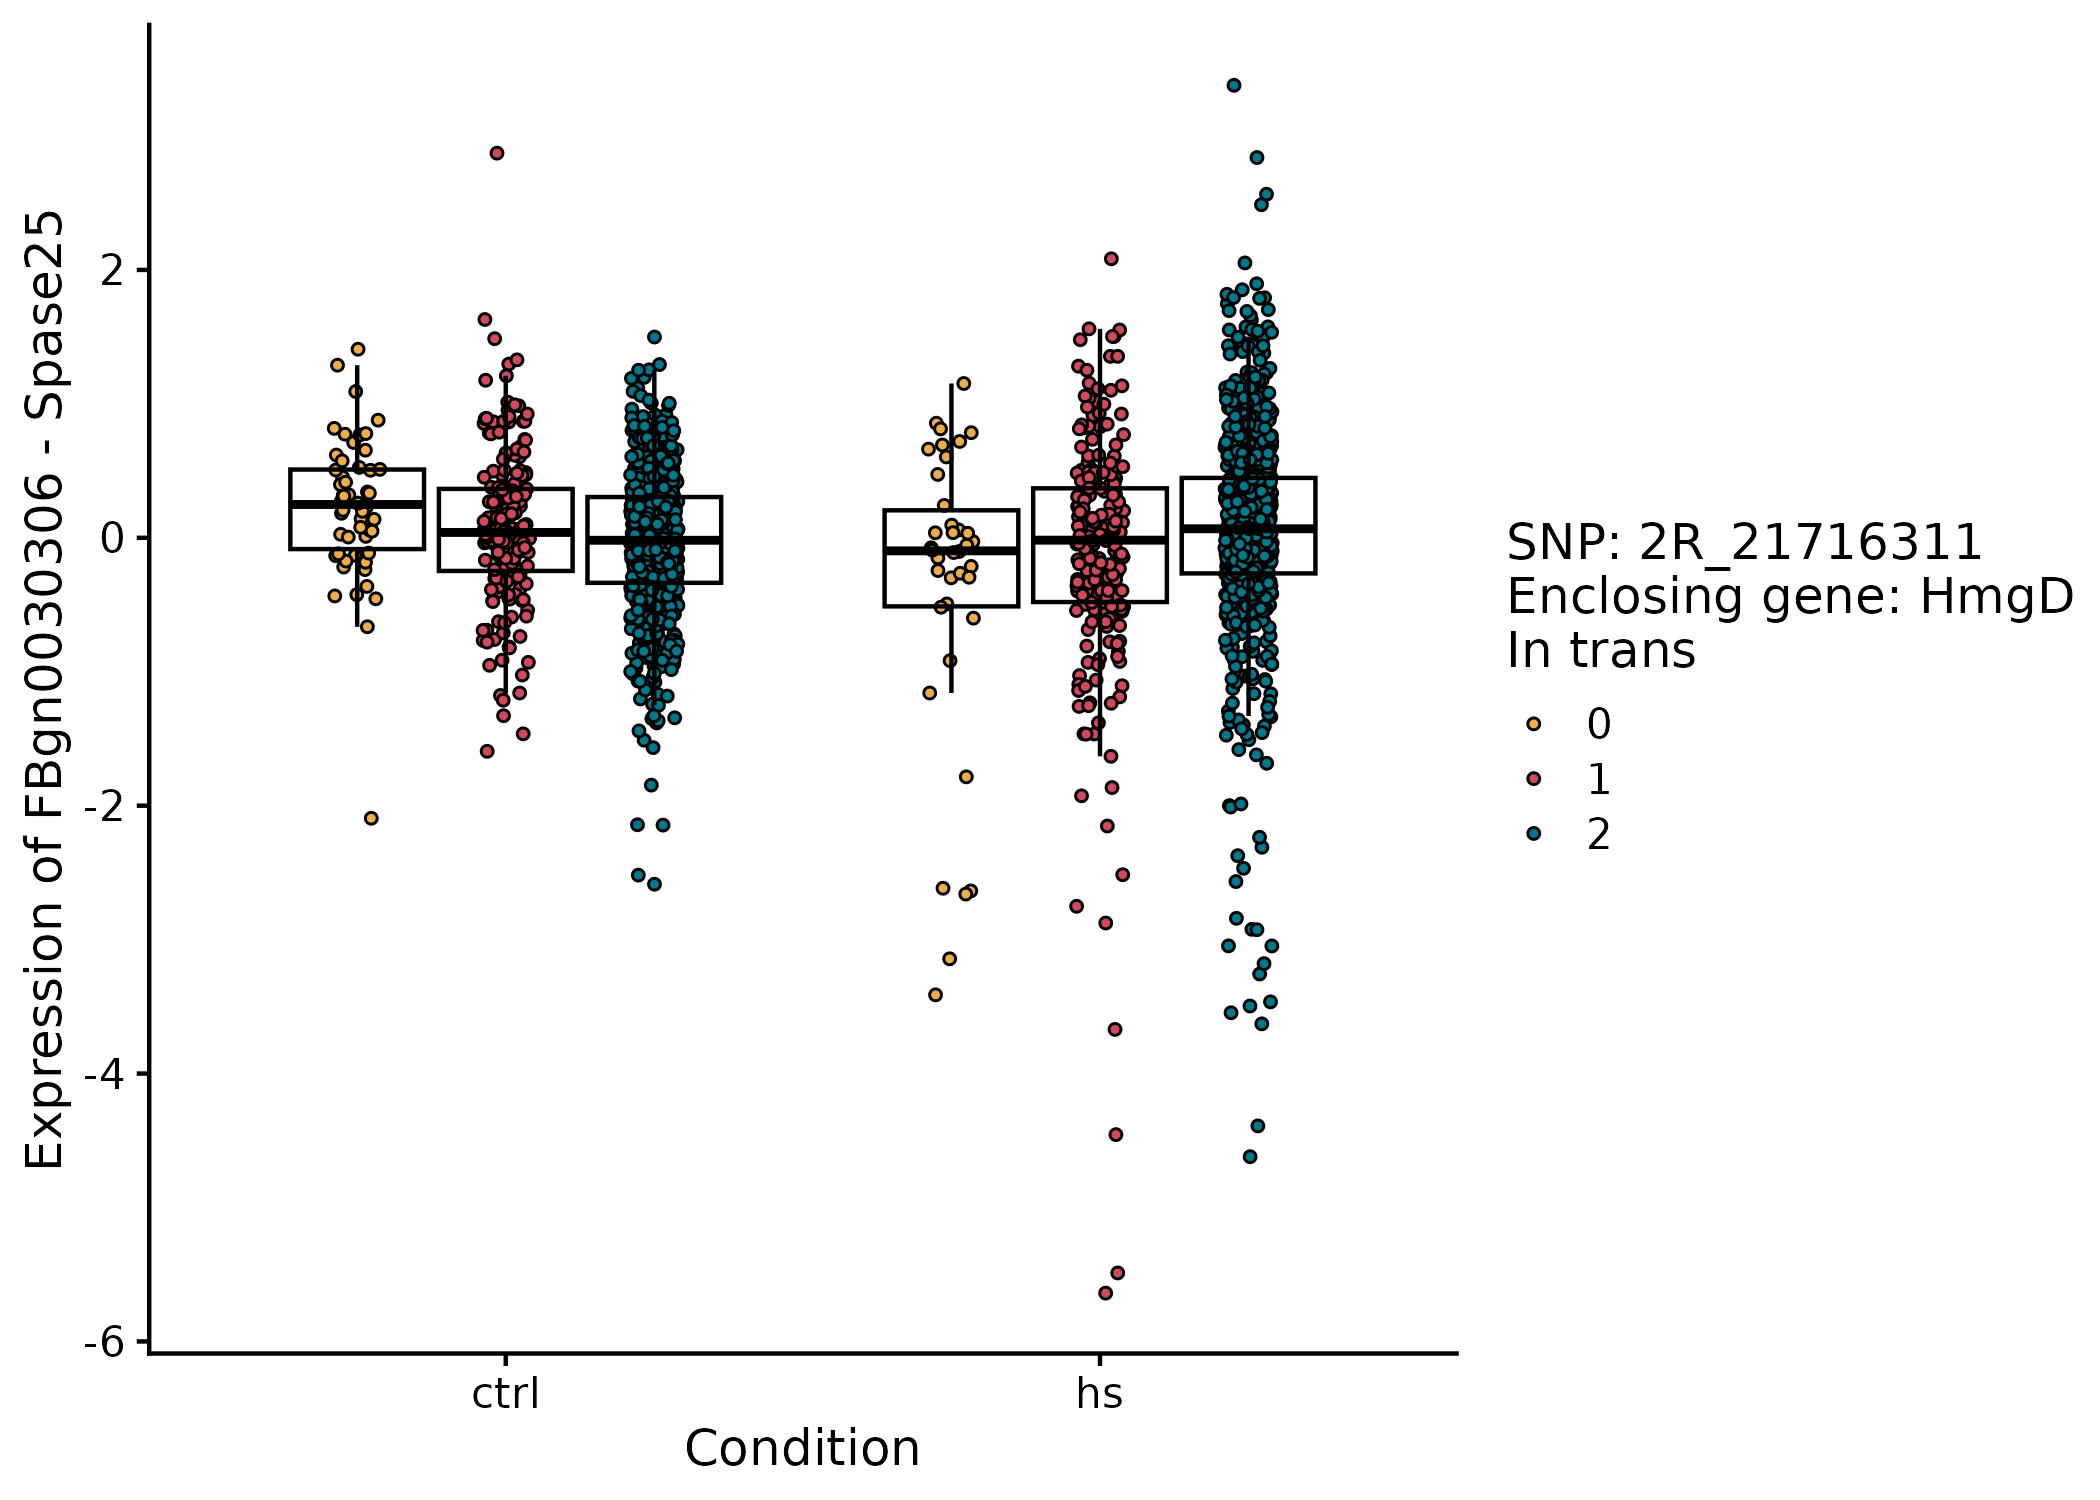 Expression of FBgn0030306 - Spase25
2
0
-2
-4
-6
ctrl
hs
Condition
SNP: 2R_21716311
Enclosing gene: HmgD
In trans
0
1
2